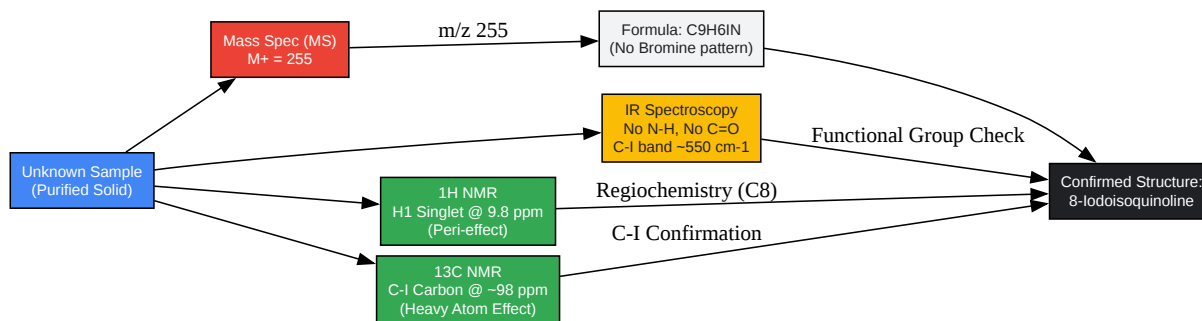 Mass Spec (MS)
M+ = 255
m/z 255
Formula: C9H6IN
(No Bromine pattern)
IR Spectroscopy
No N-H, No C=O
C-I band ~550 cm-1
Functional Group Check
Unknown Sample
(Purified Solid)
1H NMR
H1 Singlet @ 9.8 ppm
(Peri-effect)
Regiochemistry (C8)
Confirmed Structure:
8-Iodoisoquinoline
C-I Confirmation
13C NMR
C-I Carbon @ ~98 ppm
(Heavy Atom Effect)